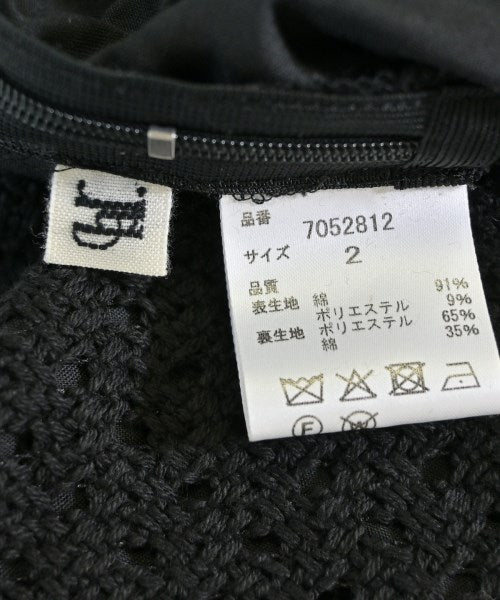 品番 7052812
サイズ 2
品質
表生地 綿 91%
ポリエステル 9%
裏生地 ポリエステル 65%
綿 35%
F
W